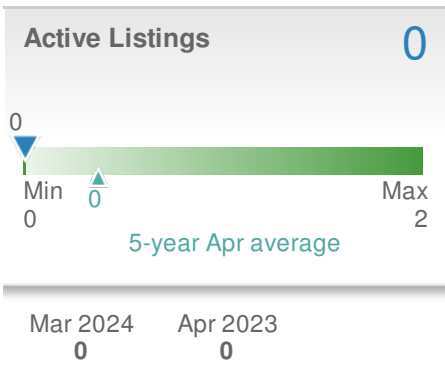 Active Listings 0
0
Min Max
0 0 2
5-year Apr average
Mar 2024 Apr 2023
0 0